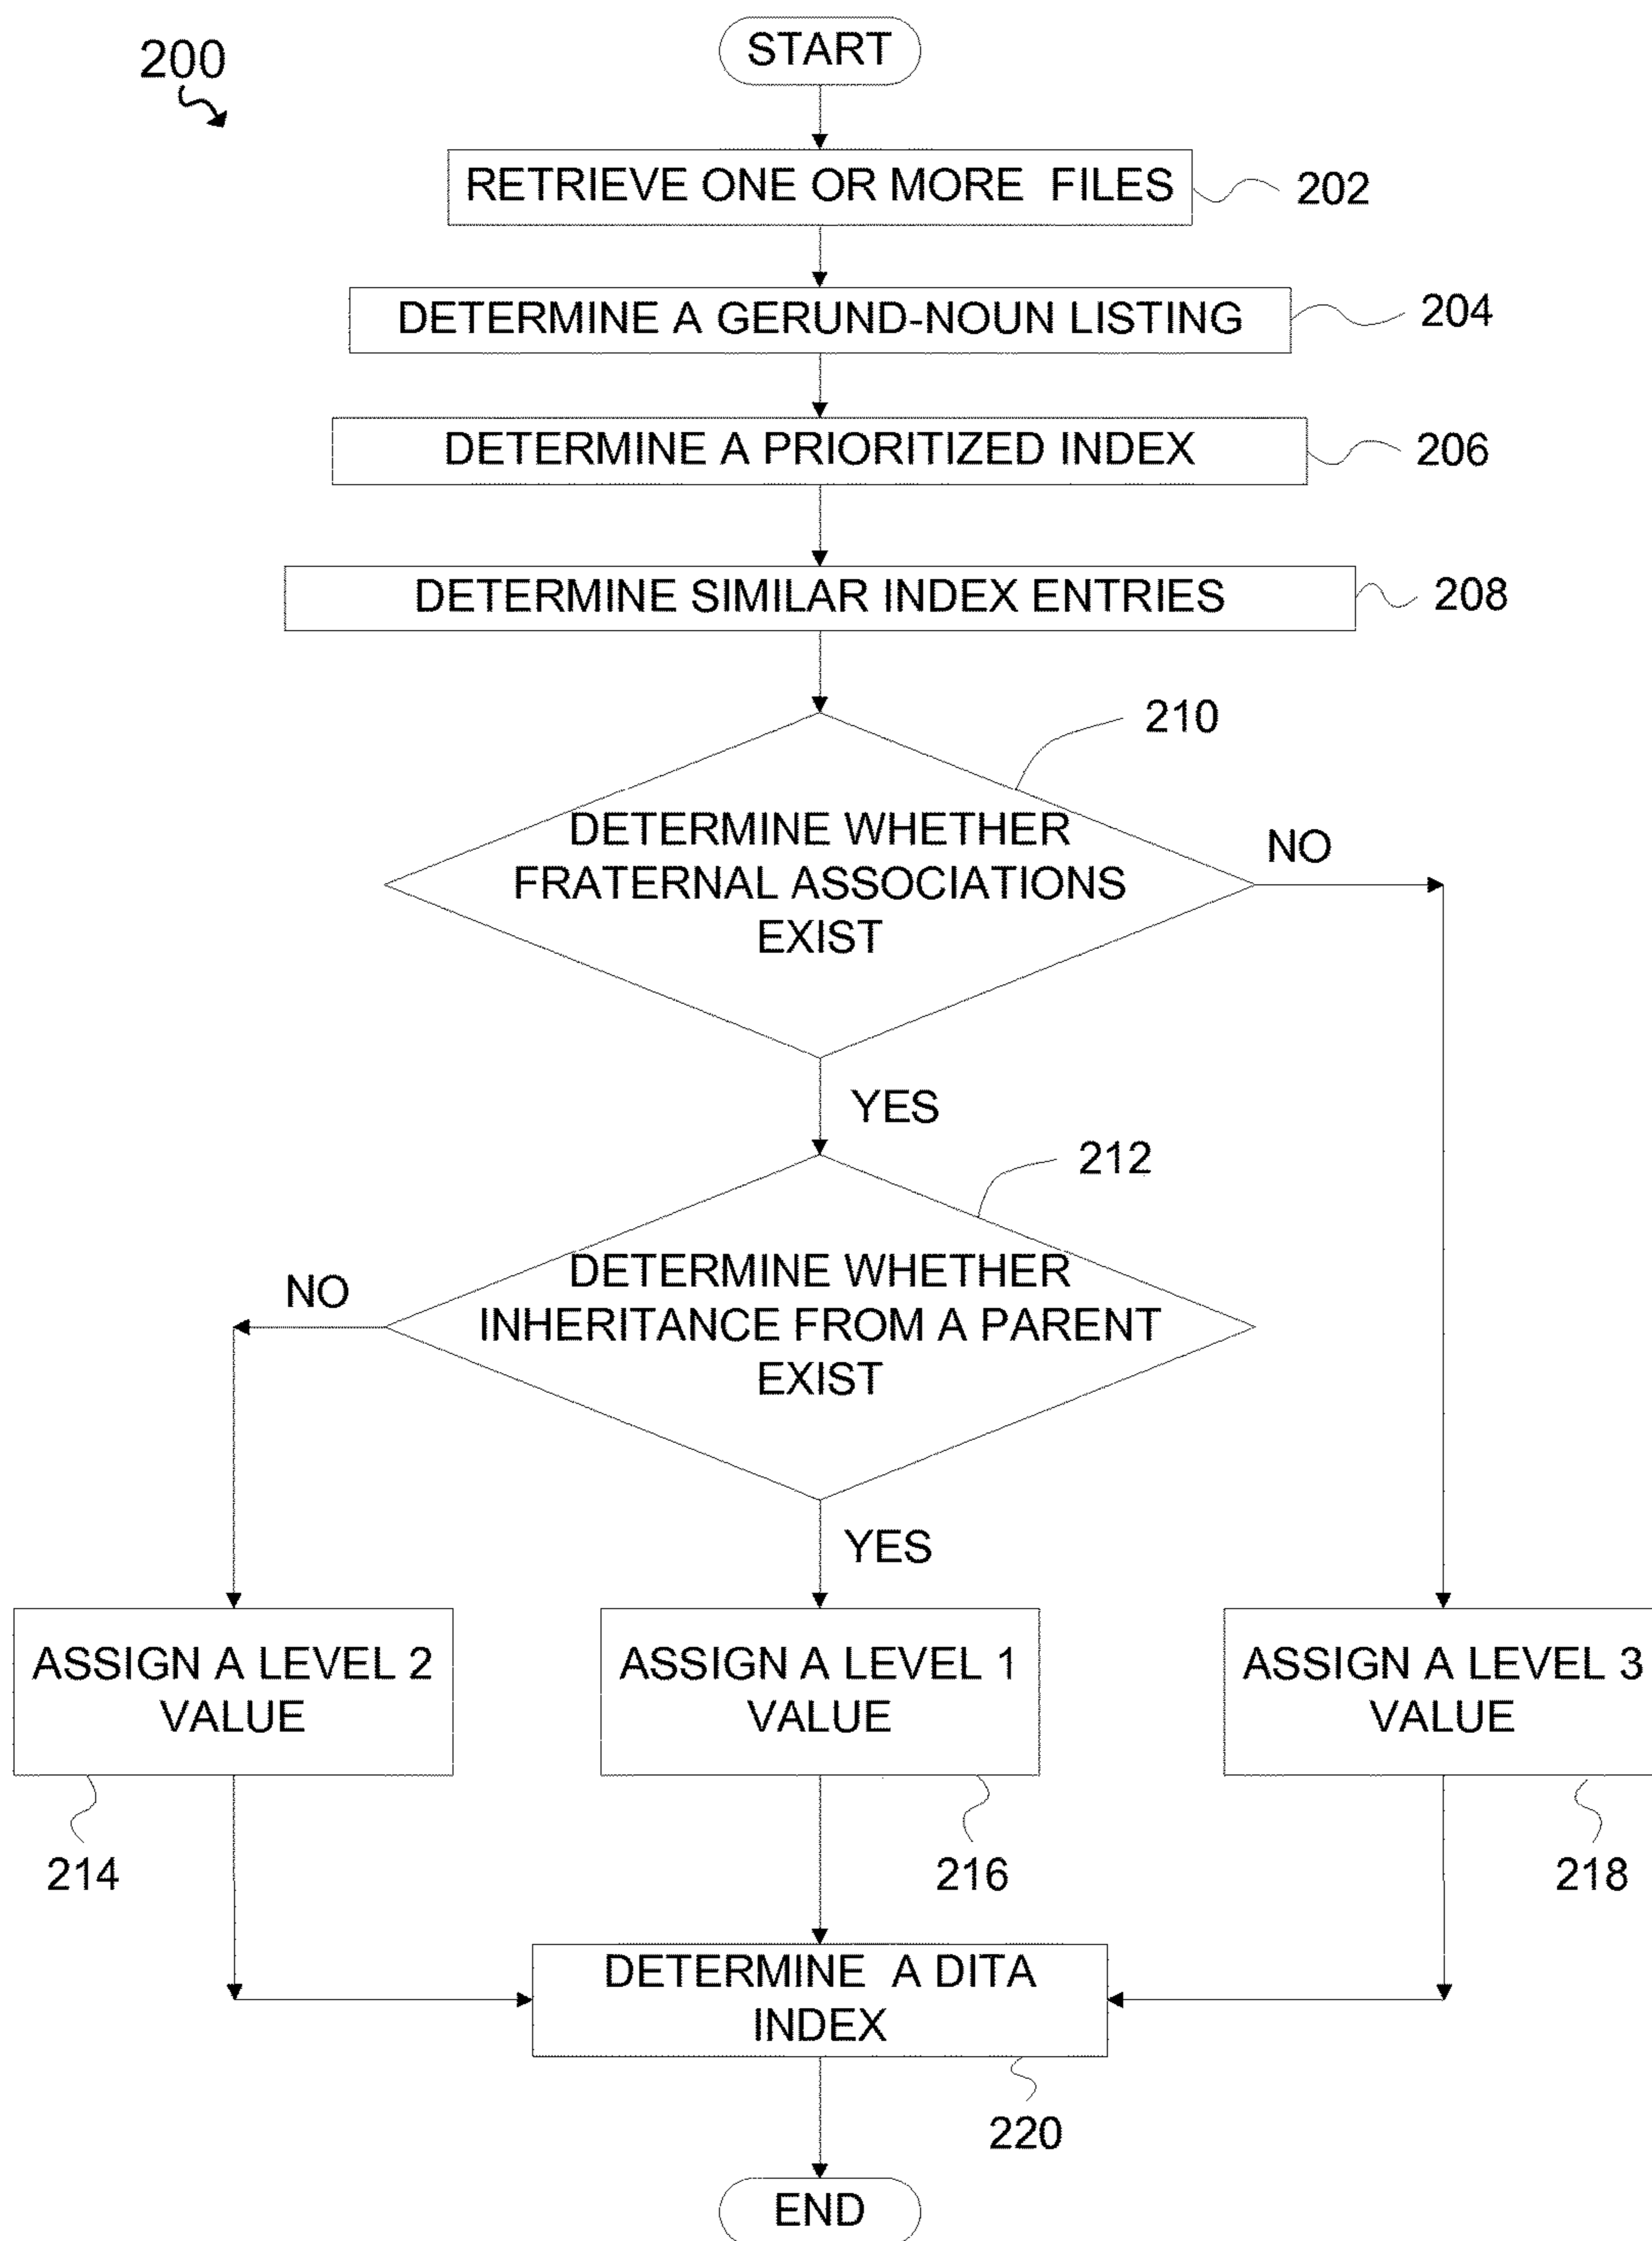 200
START
RETRIEVE ONE OR MORE FILES
202
DETERMINE A GERUND-NOUN LISTING
204
DETERMINE A PRIORITIZED INDEX
206
DETERMINE SIMILAR INDEX ENTRIES
208
210
DETERMINE WHETHER
FRATERNAL ASSOCIATIONS
EXIST
NO
YES
212
DETERMINE WHETHER
INHERITANCE FROM A PARENT
EXIST
NO
YES
ASSIGN A LEVEL 2
VALUE
214
ASSIGN A LEVEL 1
VALUE
216
ASSIGN A LEVEL 3
VALUE
218
DETERMINE A DITA
INDEX
220
END